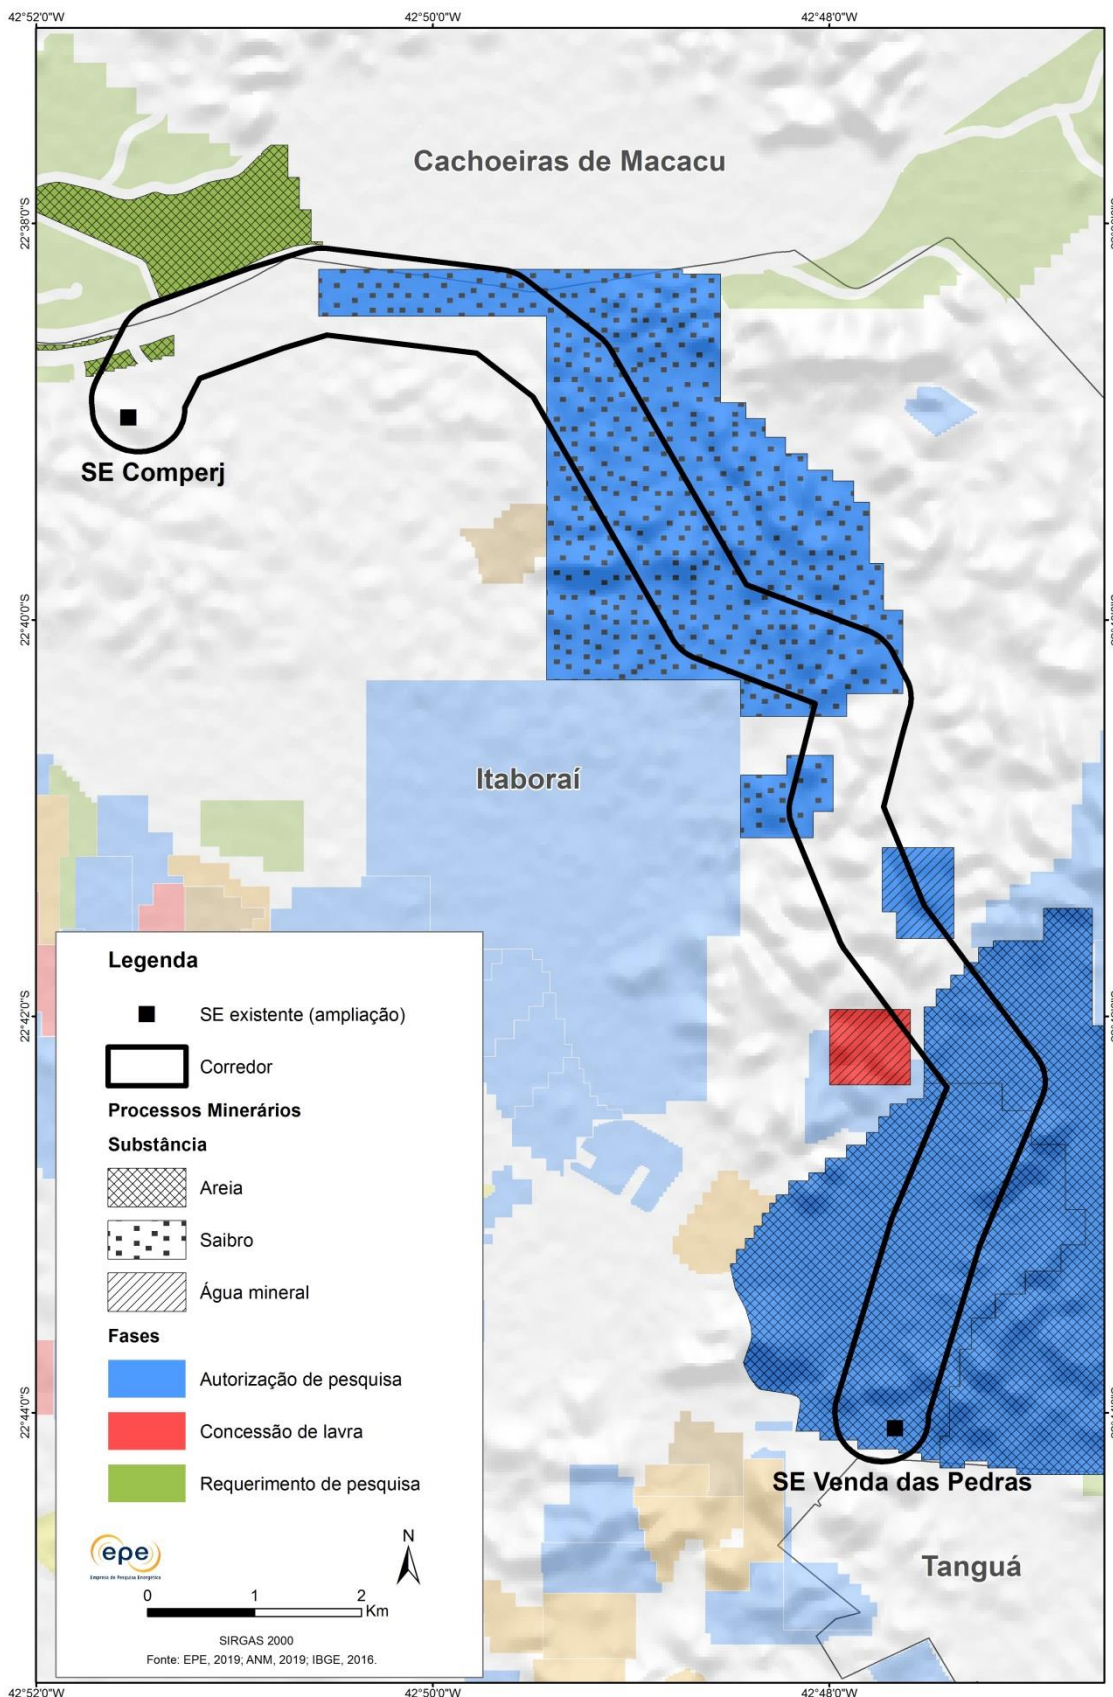 42°52'0"W
42°50'0"W
42°48'0"W
Cachoeiras de Macacu
22°38'0"S
SE Comperj
22°40'0"S
Itaboraí
Legenda
SE existente (ampliação)
22°42'0"S
Corredor
Processos Minerários
Substância
Areia
Saibro
Água mineral
Fases
Autorização de pesquisa
22°44'0"S
Concessão de lavra
SE Venda das Pedras
Requerimento de pesquisa
epe
Empresa de Pesquisa Energética
N
Tanguá
0 1 2
Km
SIRGAS 2000
Fonte: EPE, 2019; ANM, 2019; IBGE, 2016.
42°52'0"W
42°50'0"W
42°48'0"W